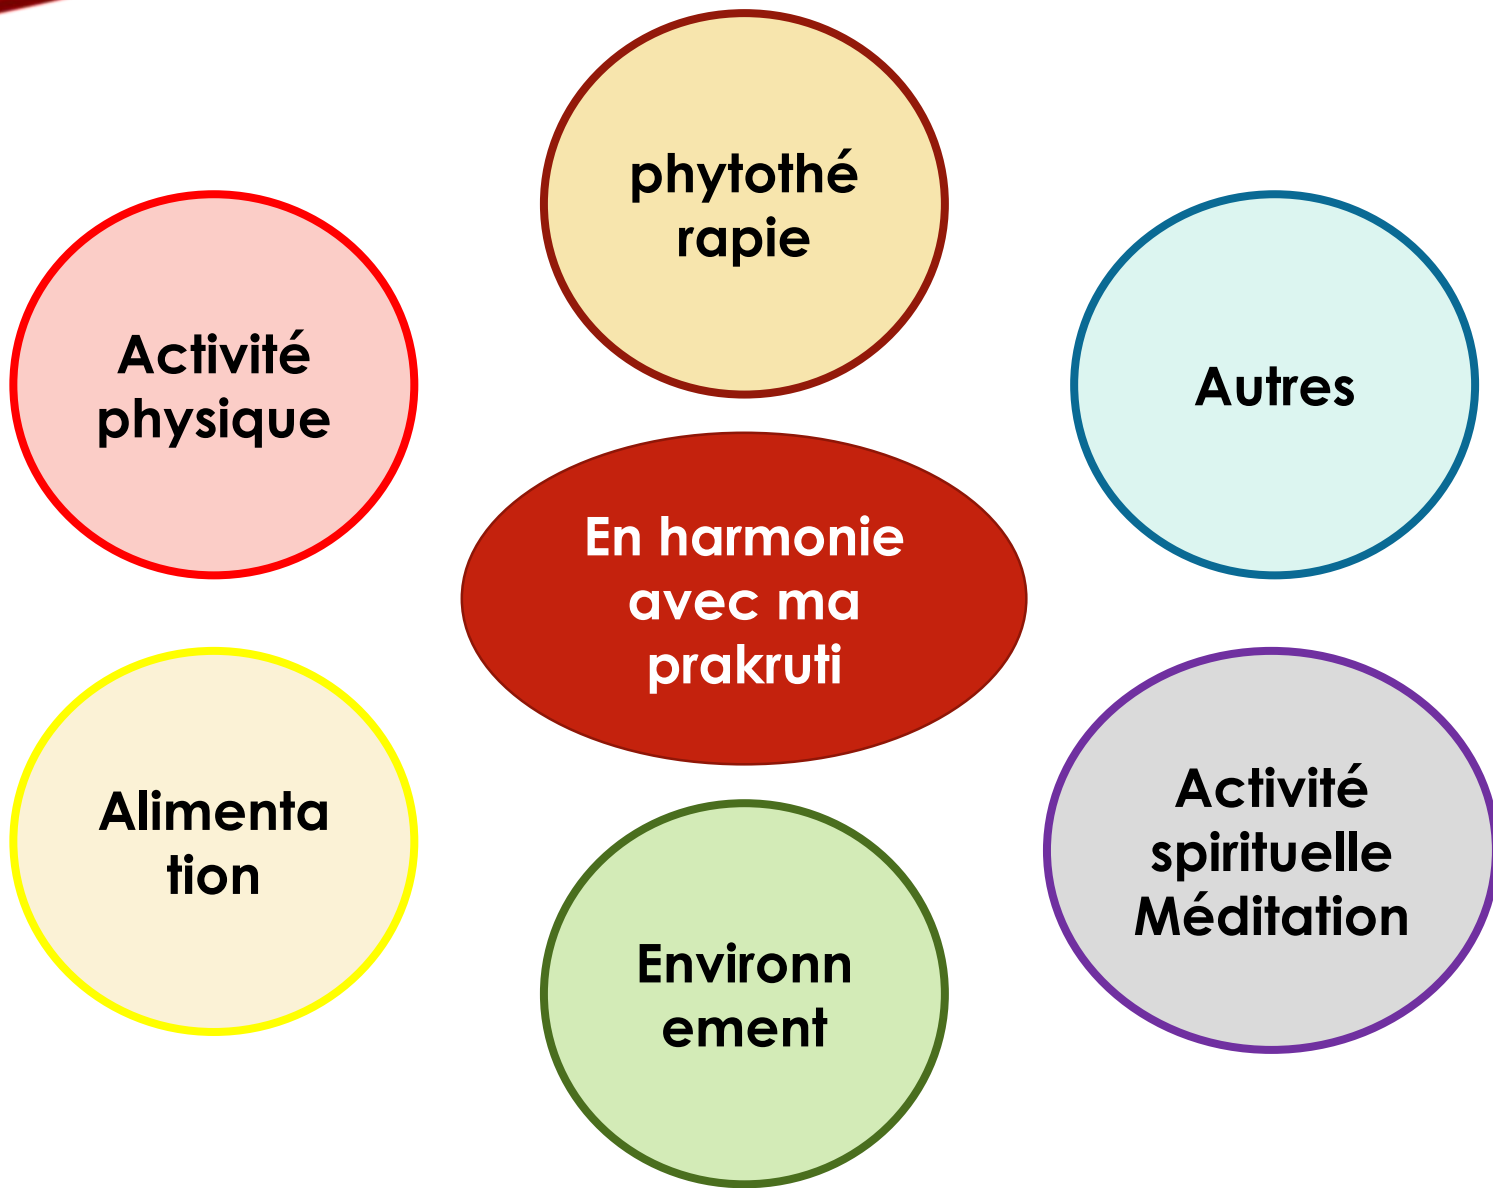 phytothé
rapie
Activité
physique
Autres
En harmonie
avec ma
prakruti
Alimenta
tion
Activité
spirituelle
Méditation
Environn
ement